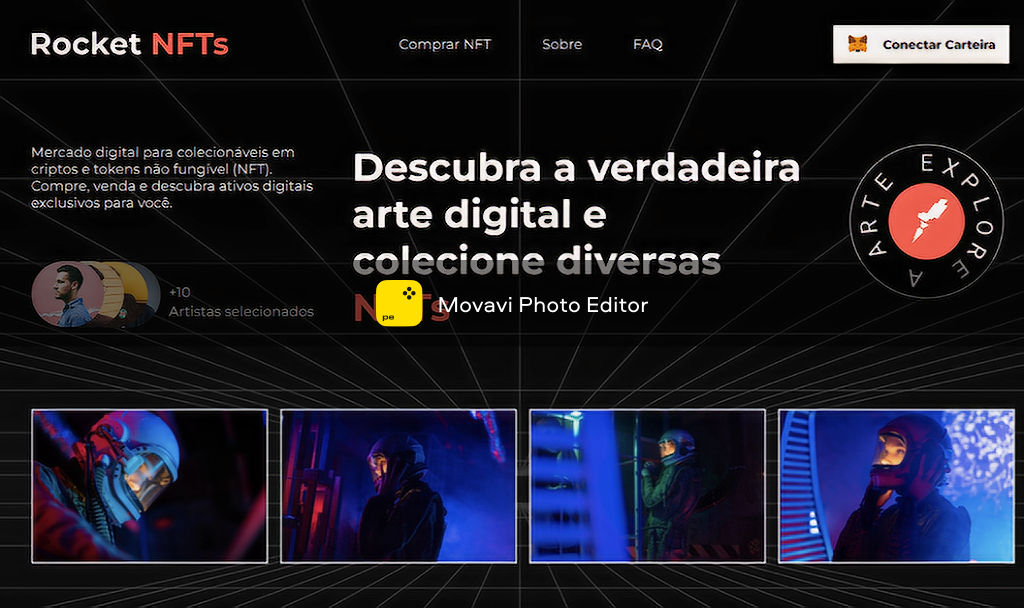 Rocket NFTs
Comprar NFT
Sobre
FAQ
Conectar Carteira
Mercado digital para colecionáveis em
criptos e tokens não fungível (NFT).
Compre, venda e descubra ativos digitais
exclusivos para você.
+10
Artistas selecionados
Descubra a verdadeira
arte digital e
colecione diversas
NFTs
pe
Movavi Photo Editor
EXPLORE A ARTE